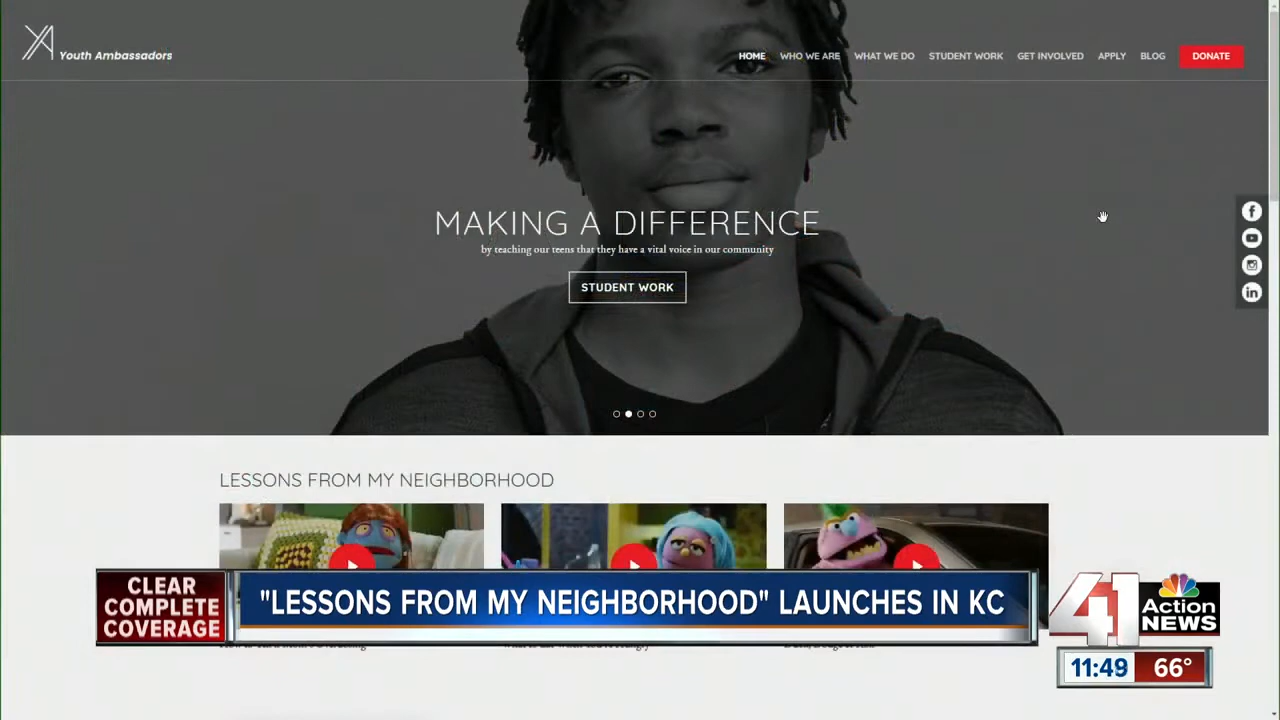 YA Youth Ambassadors
HOME WHO WE ARE WHAT WE DO STUDENT WORK GET INVOLVED APPLY BLOG DONATE
MAKING A DIFFERENCE
by teaching our teens that they have a vital voice in our community
STUDENT WORK
LESSONS FROM MY NEIGHBORHOOD
CLEAR
COMPLETE
COVERAGE
"LESSONS FROM MY NEIGHBORHOOD" LAUNCHES IN KC
41
Action
NEWS
11:49 66°